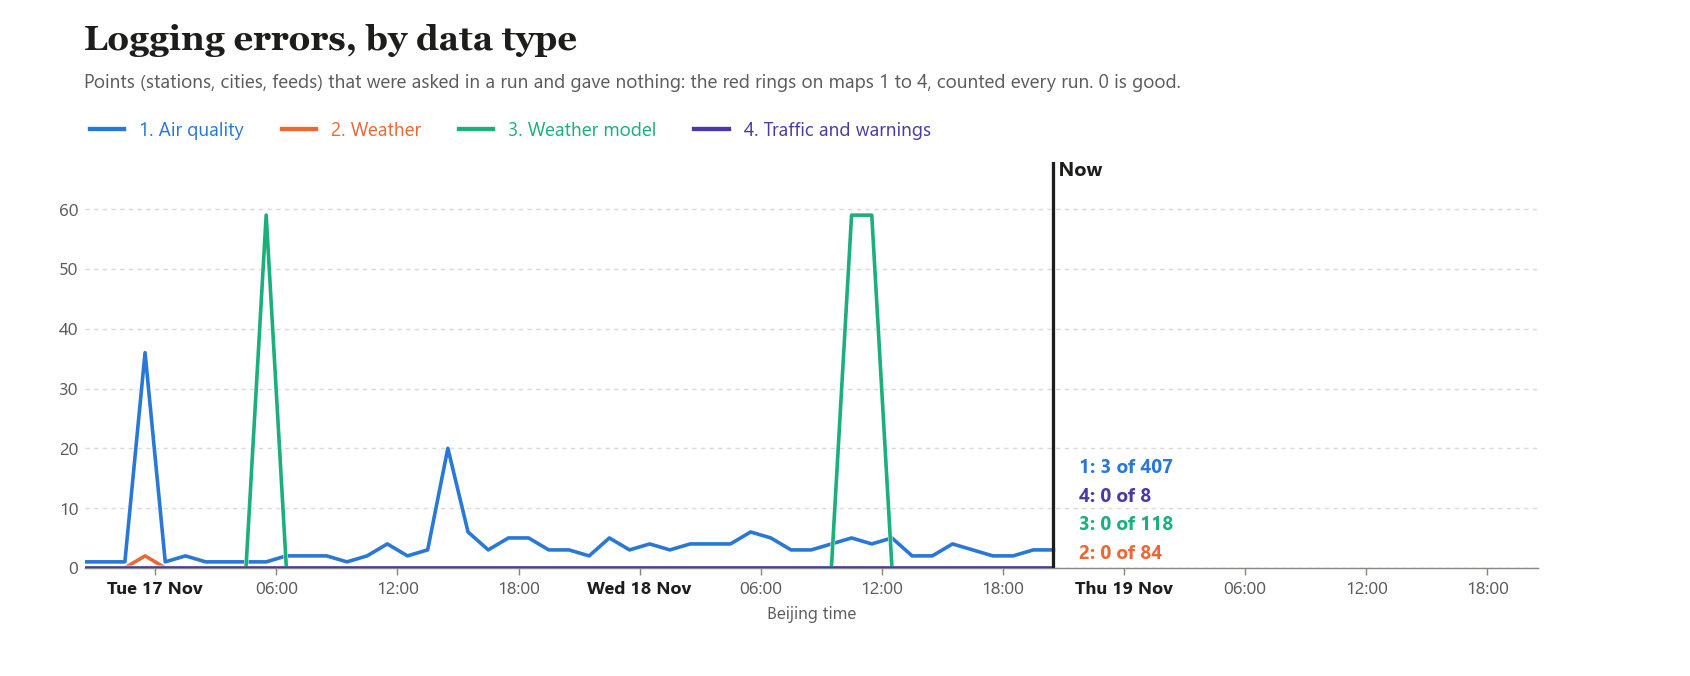 Logging errors, by data type
Points (stations, cities, feeds) that were asked in a run and gave nothing: the red rings on maps 1 to 4, counted every run. 0 is good.
1. Air quality 2. Weather 3. Weather model 4. Traffic and warnings
Now
60
50
40
30
20
10
0
1: 3 of 407
4: 0 of 8
3: 0 of 118
2: 0 of 84
Tue 17 Nov 06:00 12:00 18:00 Wed 18 Nov 06:00 12:00 18:00 Thu 19 Nov 06:00 12:00 18:00
Beijing time